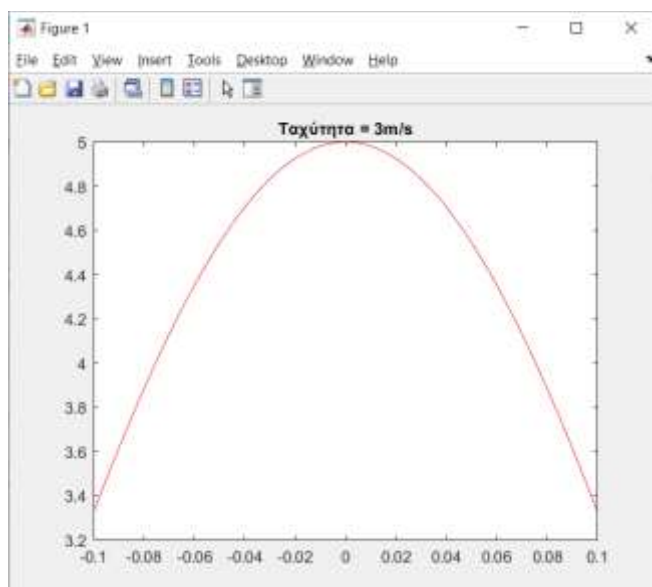 Figure 1
File Edit View Insert Tools Desktop Window Help
Ταχύτητα = 3m/s
5
4.8
4.6
4.4
4.2
4
3.8
3.6
3.4
3.2
-0.1 -0.08 -0.06 -0.04 -0.02 0 0.02 0.04 0.06 0.08 0.1